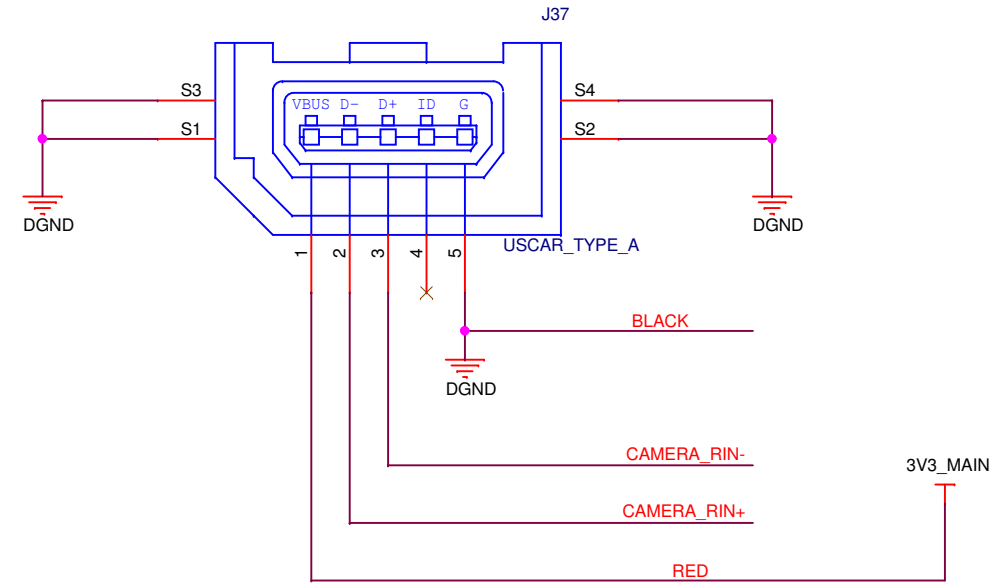 J37
S3
S4
VBUS D- D+ ID G
S1
S2
DGND
DGND
USCAR_TYPE_A
1
2
3
4
5
BLACK
DGND
CAMERA_RIN-
3V3_MAIN
CAMERA_RIN+
RED